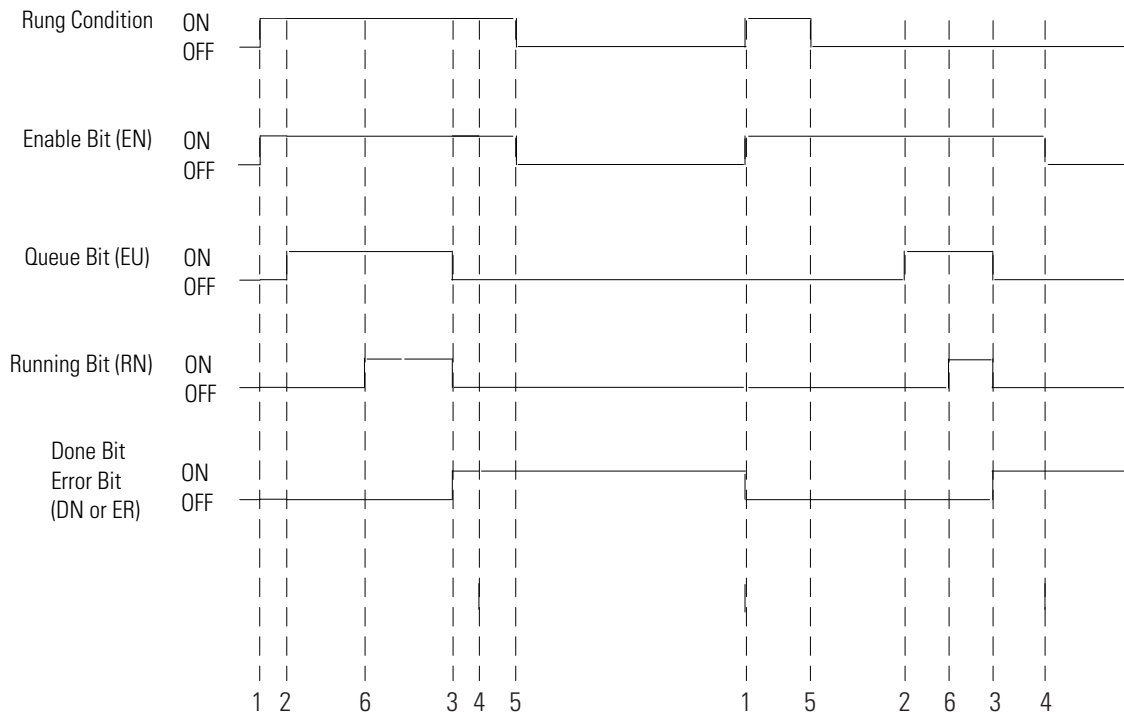 Rung Condition ON
OFF
Enable Bit (EN) ON
OFF
Queue Bit (EU) ON
OFF
Running Bit (RN) ON
OFF
Done Bit
Error Bit
(DN or ER)
ON
OFF
1 2 6 3 4 5 1 5 2 6 3 4